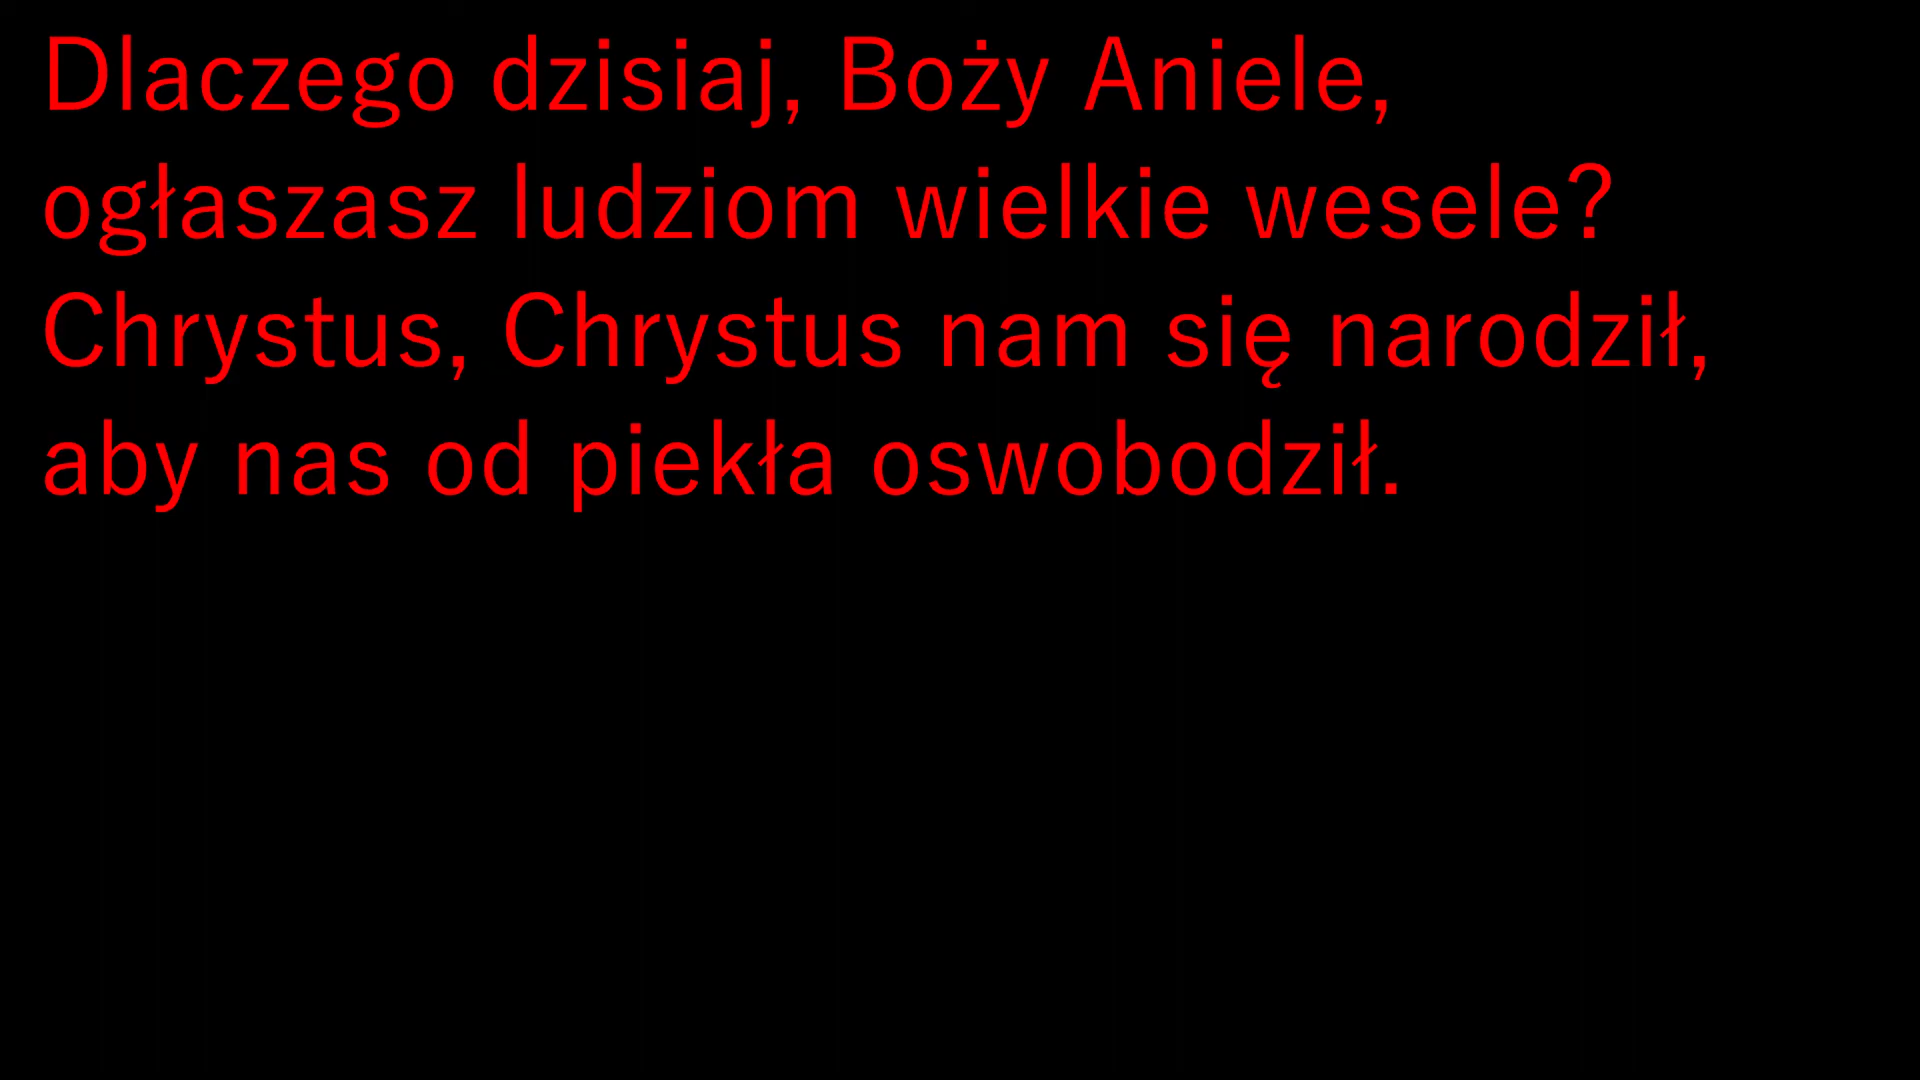 Dlaczego dzisiaj, Boży Aniele,
ogłaszasz ludziom wielkie wesele?
Chrystus, Chrystus nam się narodził,
aby nas od piekła oswobodził.